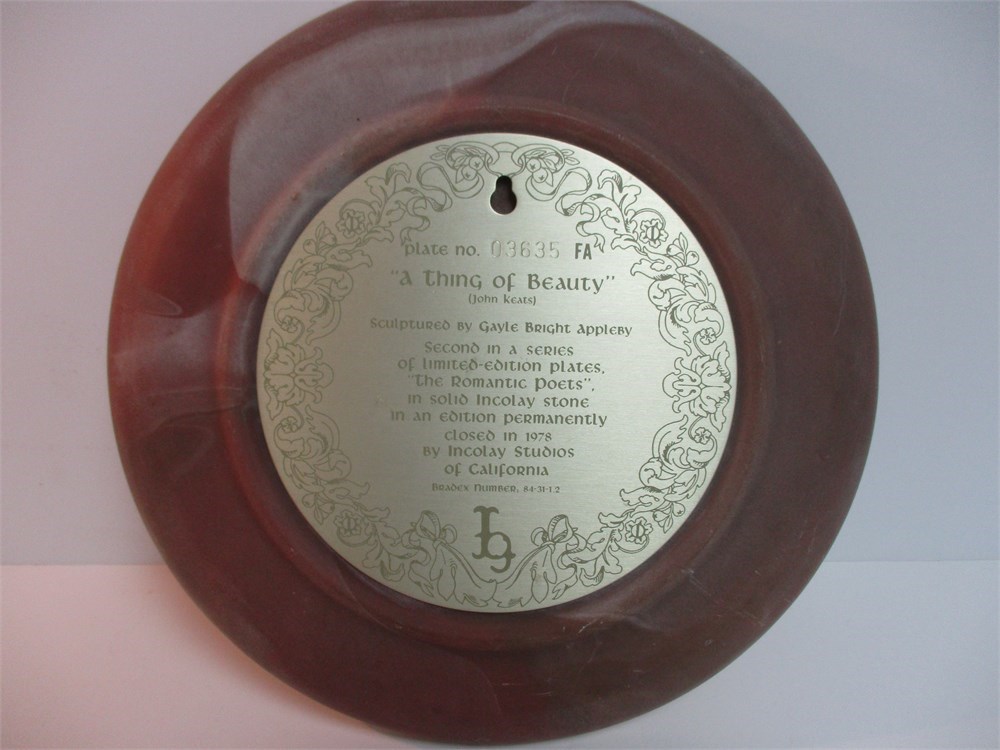 Plate no. 03635 FA
"A Thing of Beauty"
(John Keats)
Sculptured by Gayle Bright Appleby
Second in a series
of limited-edition plates,
"The Romantic Poets",
in solid Incolay stone
in an edition permanently
closed in 1978
by Incolay Studios
of California
Bradex Number, 84-31-1.2